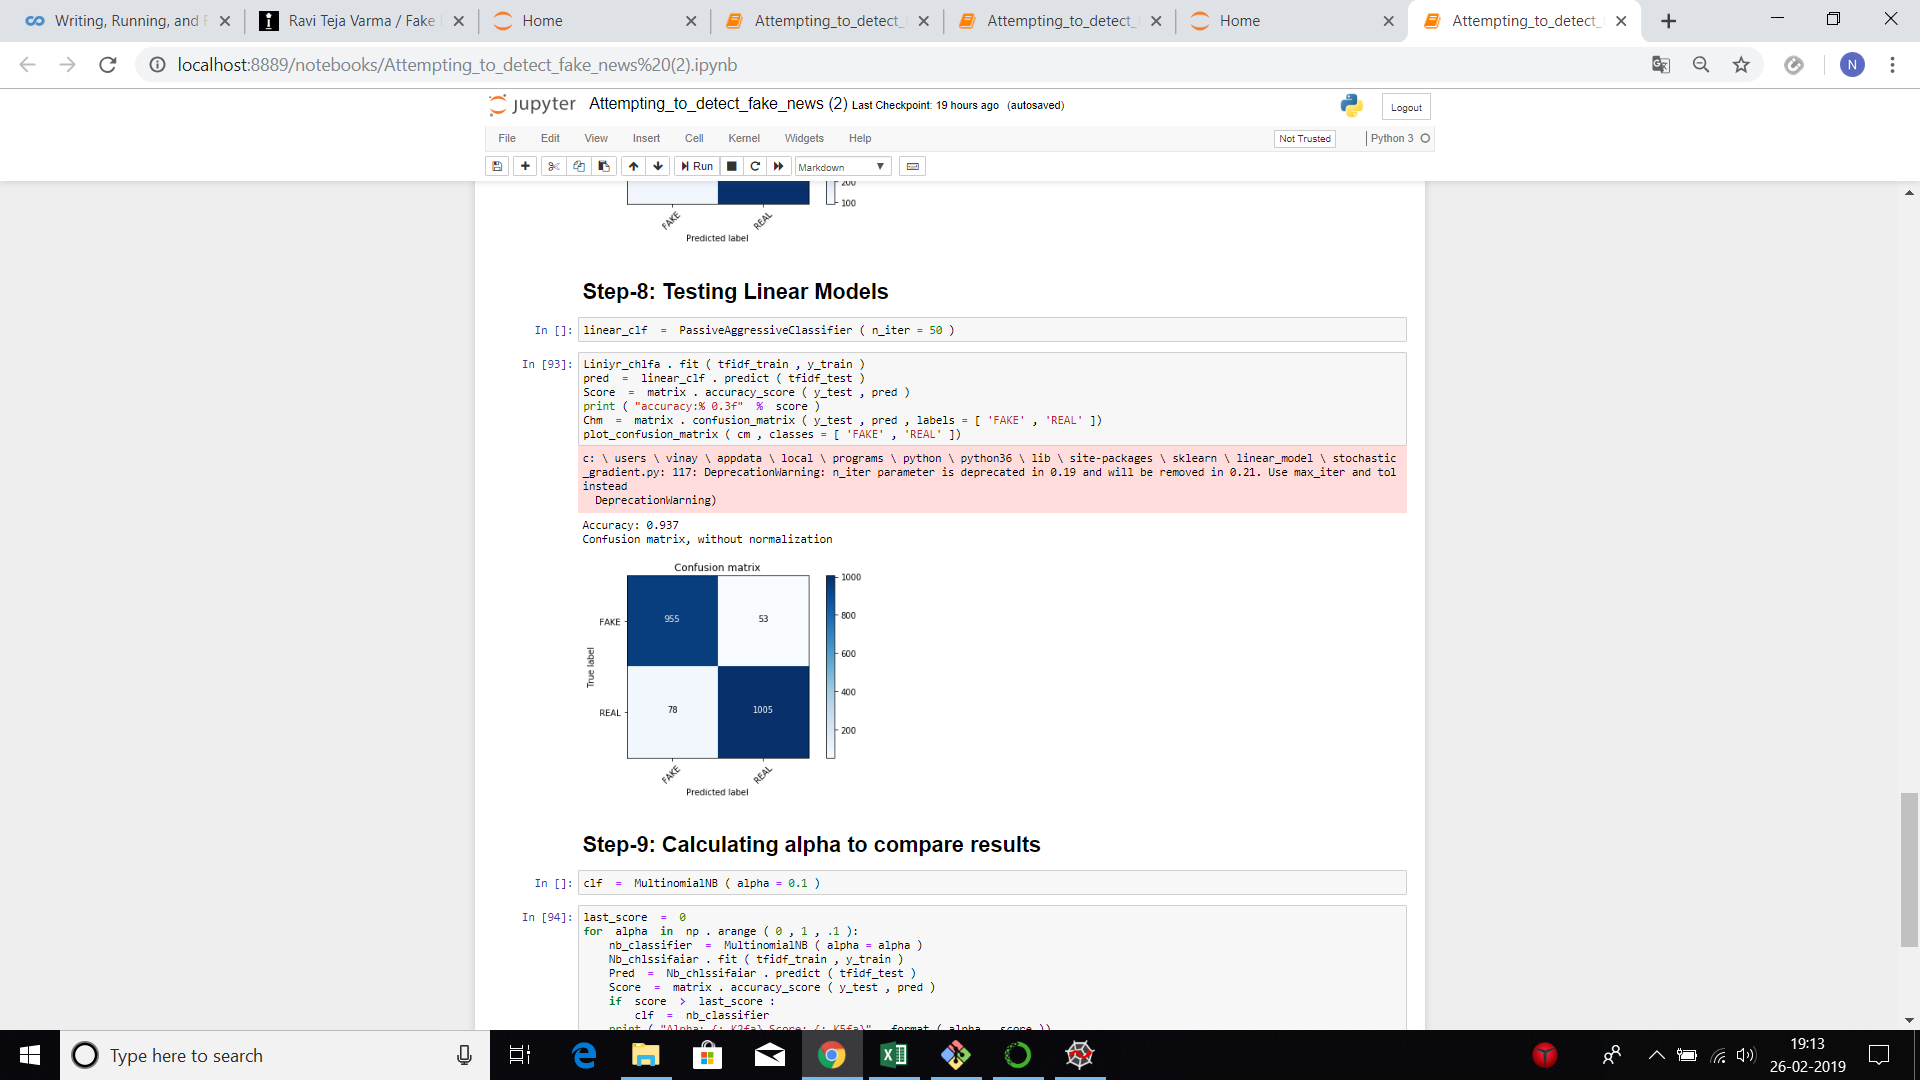 Writing, Running, and
Ravi Teja Varma / Fake
Home
Attempting_to_detect_
Attempting_to_detect_
Home
Attempting_to_detect_
localhost:8889/notebooks/Attempting_to_detect_fake_news%20(2).ipynb
N
jupyter Attempting_to_detect_fake_news (2) Last Checkpoint: 19 hours ago (autosaved)
Logout
File Edit View Insert Cell Kernel Widgets Help
Not Trusted
Python 3
Run
Markdown
200
100
FAKE
REAL
Predicted label
Step-8: Testing Linear Models
In []: linear_clf = PassiveAggressiveClassifier ( n_iter = 50 )
In [93]: Liniyr_chlfa . fit ( tfidf_train , y_train )
pred = linear_clf . predict ( tfidf_test )
Score = matrix . accuracy_score ( y_test , pred )
print ( "accuracy:% 0.3f" % score )
Chm = matrix . confusion_matrix ( y_test , pred , labels = [ 'FAKE' , 'REAL' ])
plot_confusion_matrix ( cm , classes = [ 'FAKE' , 'REAL' ])
c: \ users \ vinay \ appdata \ local \ programs \ python \ python36 \ lib \ site-packages \ sklearn \ linear_model \ stochastic
_gradient.py: 117: DeprecationWarning: n_iter parameter is deprecated in 0.19 and will be removed in 0.21. Use max_iter and tol
instead
DeprecationWarning)
Accuracy: 0.937
Confusion matrix, without normalization
Confusion matrix
1000
800
600
400
200
True label
FAKE
955
53
REAL
78
1005
FAKE
REAL
Predicted label
Step-9: Calculating alpha to compare results
In []: clf = MultinomialNB ( alpha = 0.1 )
In [94]: last_score = 0
for alpha in np . arange ( 0 , 1 , .1 ):
nb_classifier = MultinomialNB ( alpha = alpha )
Nb_chlssifaiar . fit ( tfidf_train , y_train )
Pred = Nb_chlssifaiar . predict ( tfidf_test )
Score = matrix . accuracy_score ( y_test , pred )
if score > last_score :
clf = nb_classifier
print ( "Alpha: {: K2fa} Score: {: K5fa}" . format ( alpha , score ))
Type here to search
19:13
26-02-2019